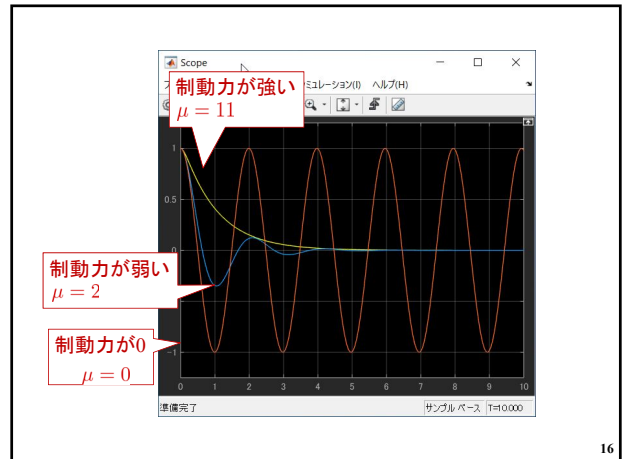 Scope
ミュレーション(I) ヘルプ(H)
制動力が強い
μ = 11
1
0.5
0
制動力が弱い
μ = 2
制動力が0
μ = 0
-1
0 1 2 3 4 5 6 7 8 9 10
準備完了
サンプル ベース T=10.000
16